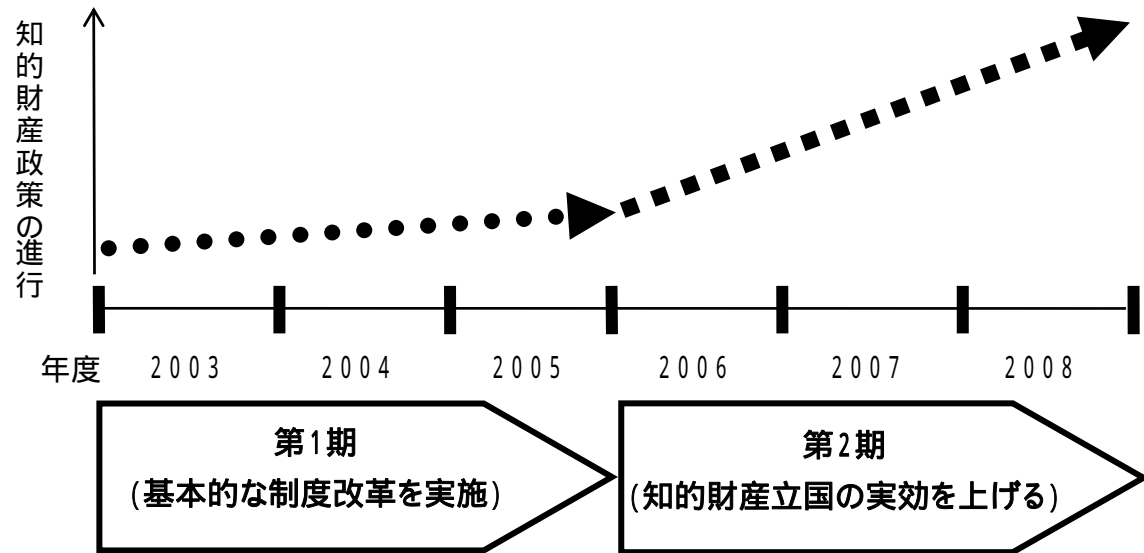 知的財産政策の進行
年度 2003 2004 2005 2006 2007 2008
第1期
(基本的な制度改革を実施)
第2期
(知的財産立国の実効を上げる)